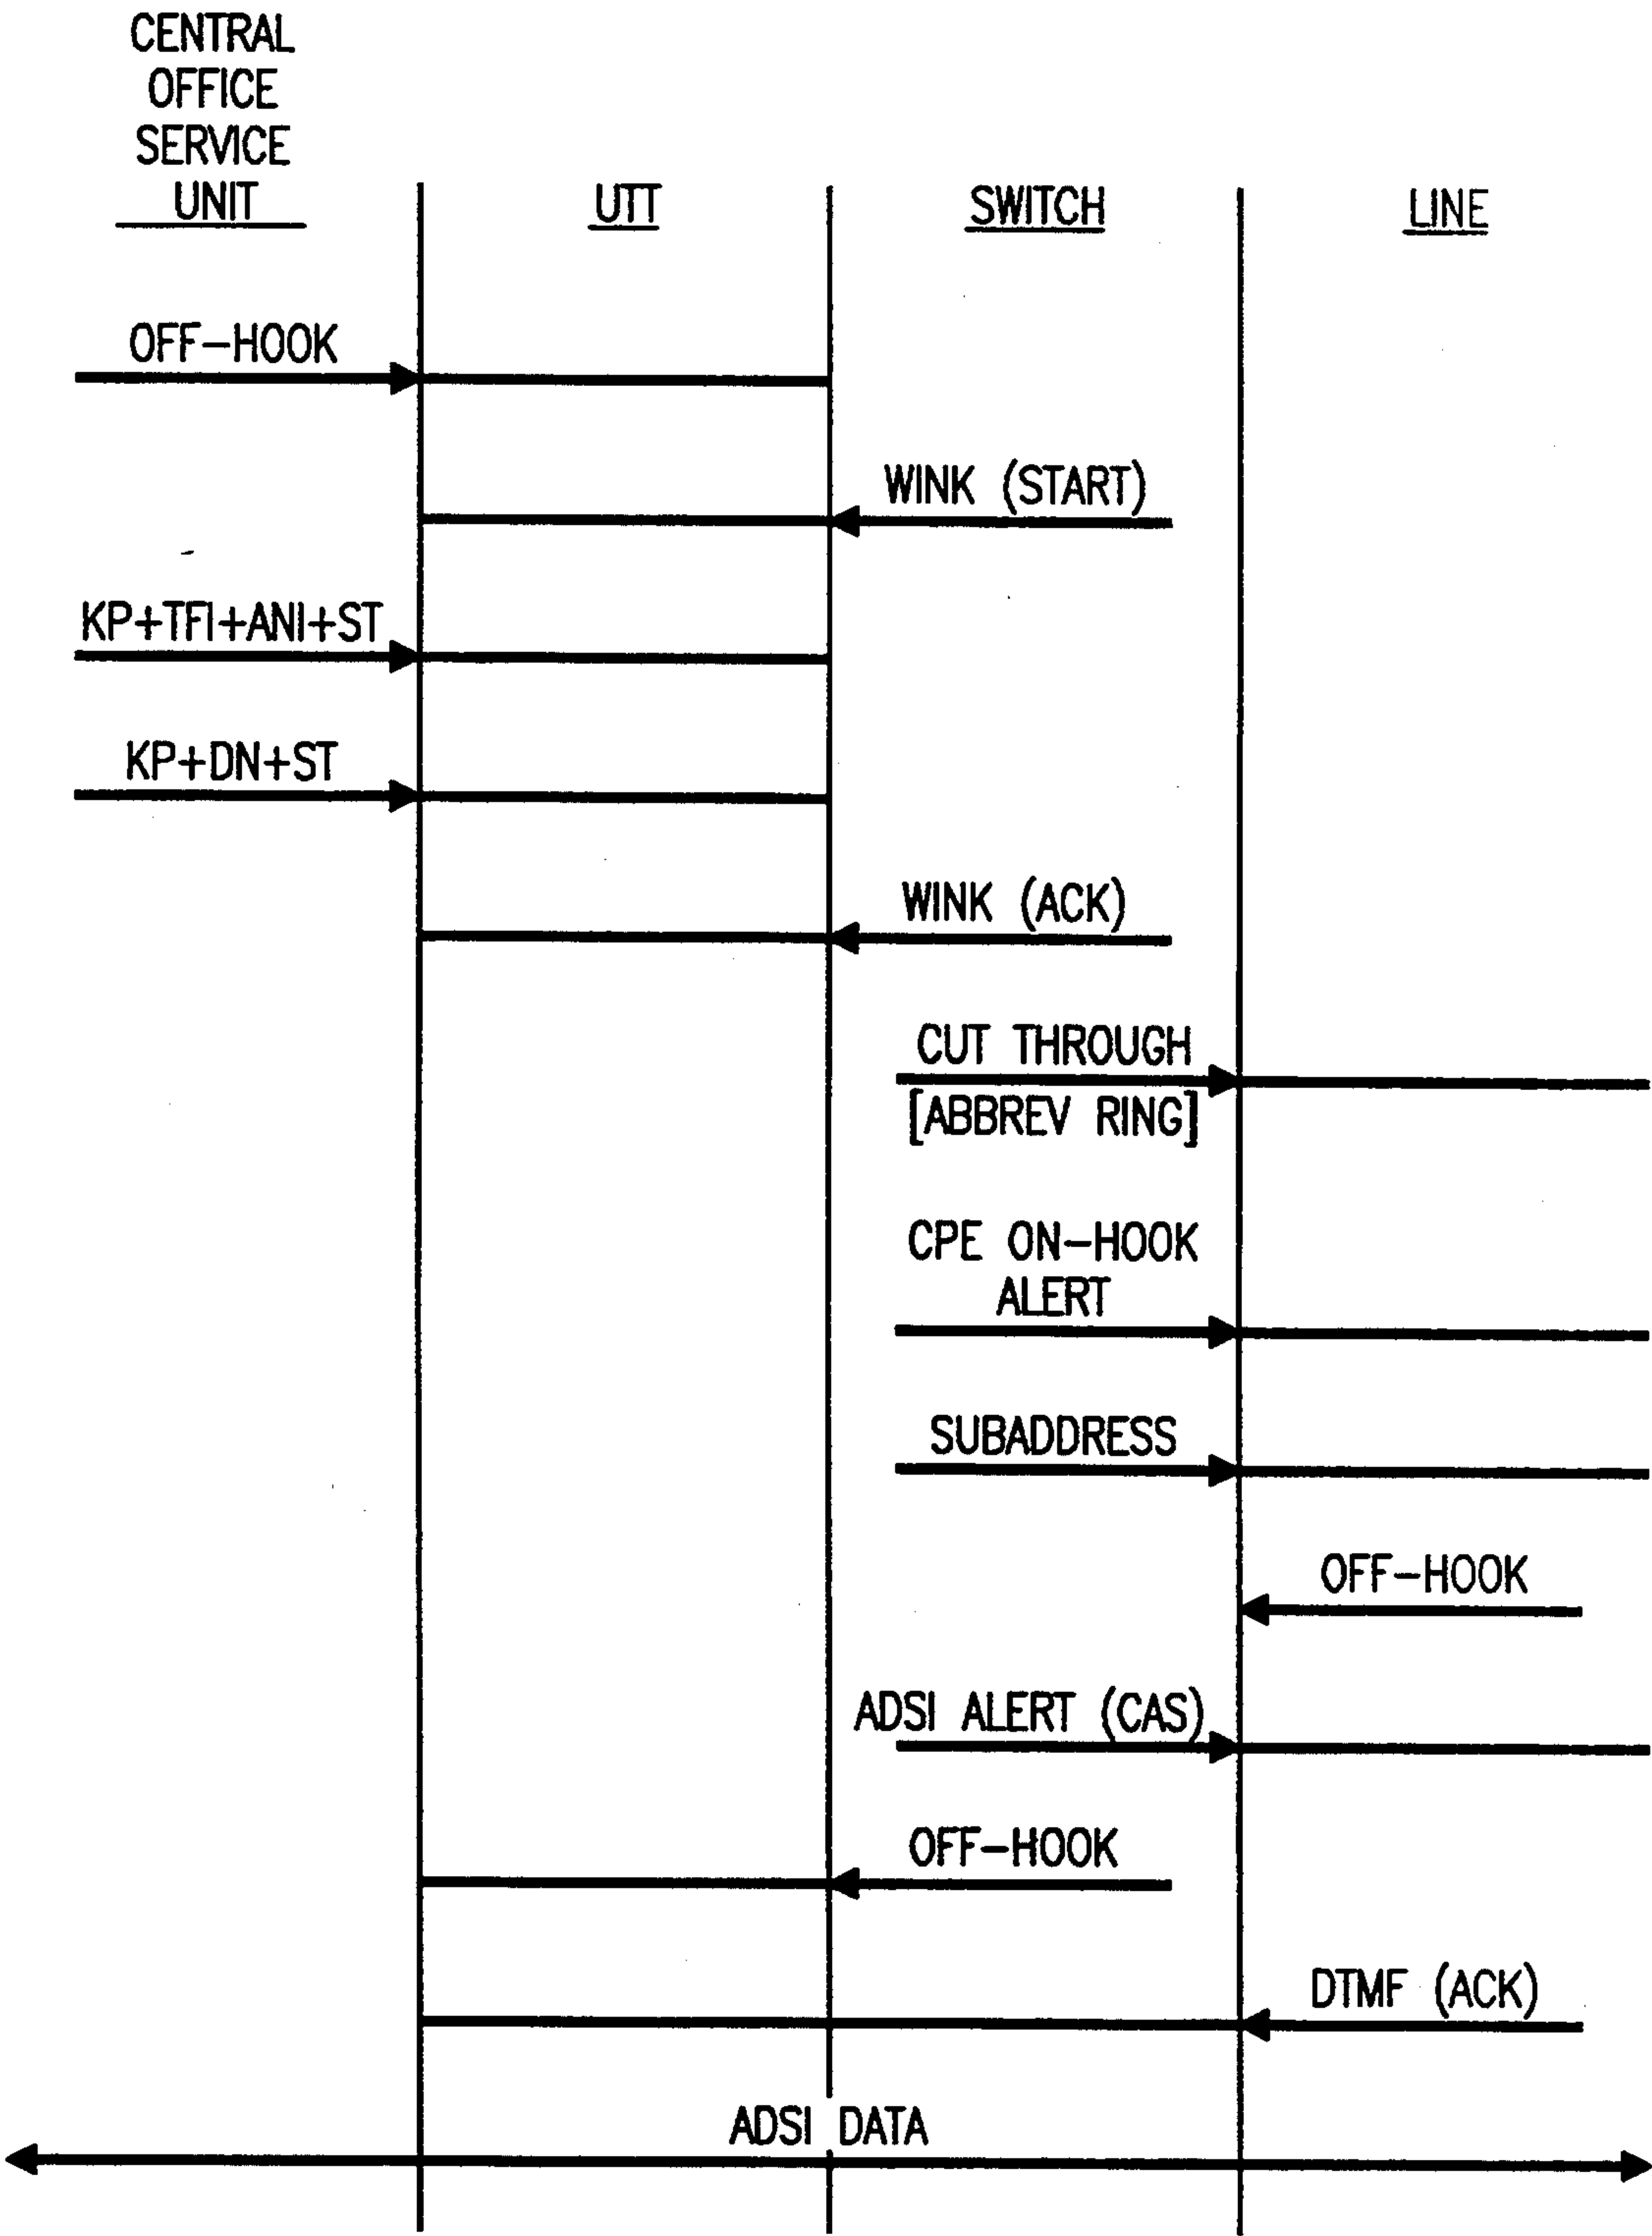 CENTRAL
OFFICE
SERVICE
UNIT
UTT
SWITCH
LINE
OFF-HOOK
WINK (START)
KP+TFI+ANI+ST
KP+DN+ST
WINK (ACK)
CUT THROUGH
[ABBREV RING]
CPE ON-HOOK
ALERT
SUBADDRESS
OFF-HOOK
ADSI ALERT (CAS)
OFF-HOOK
DTMF (ACK)
ADSI DATA